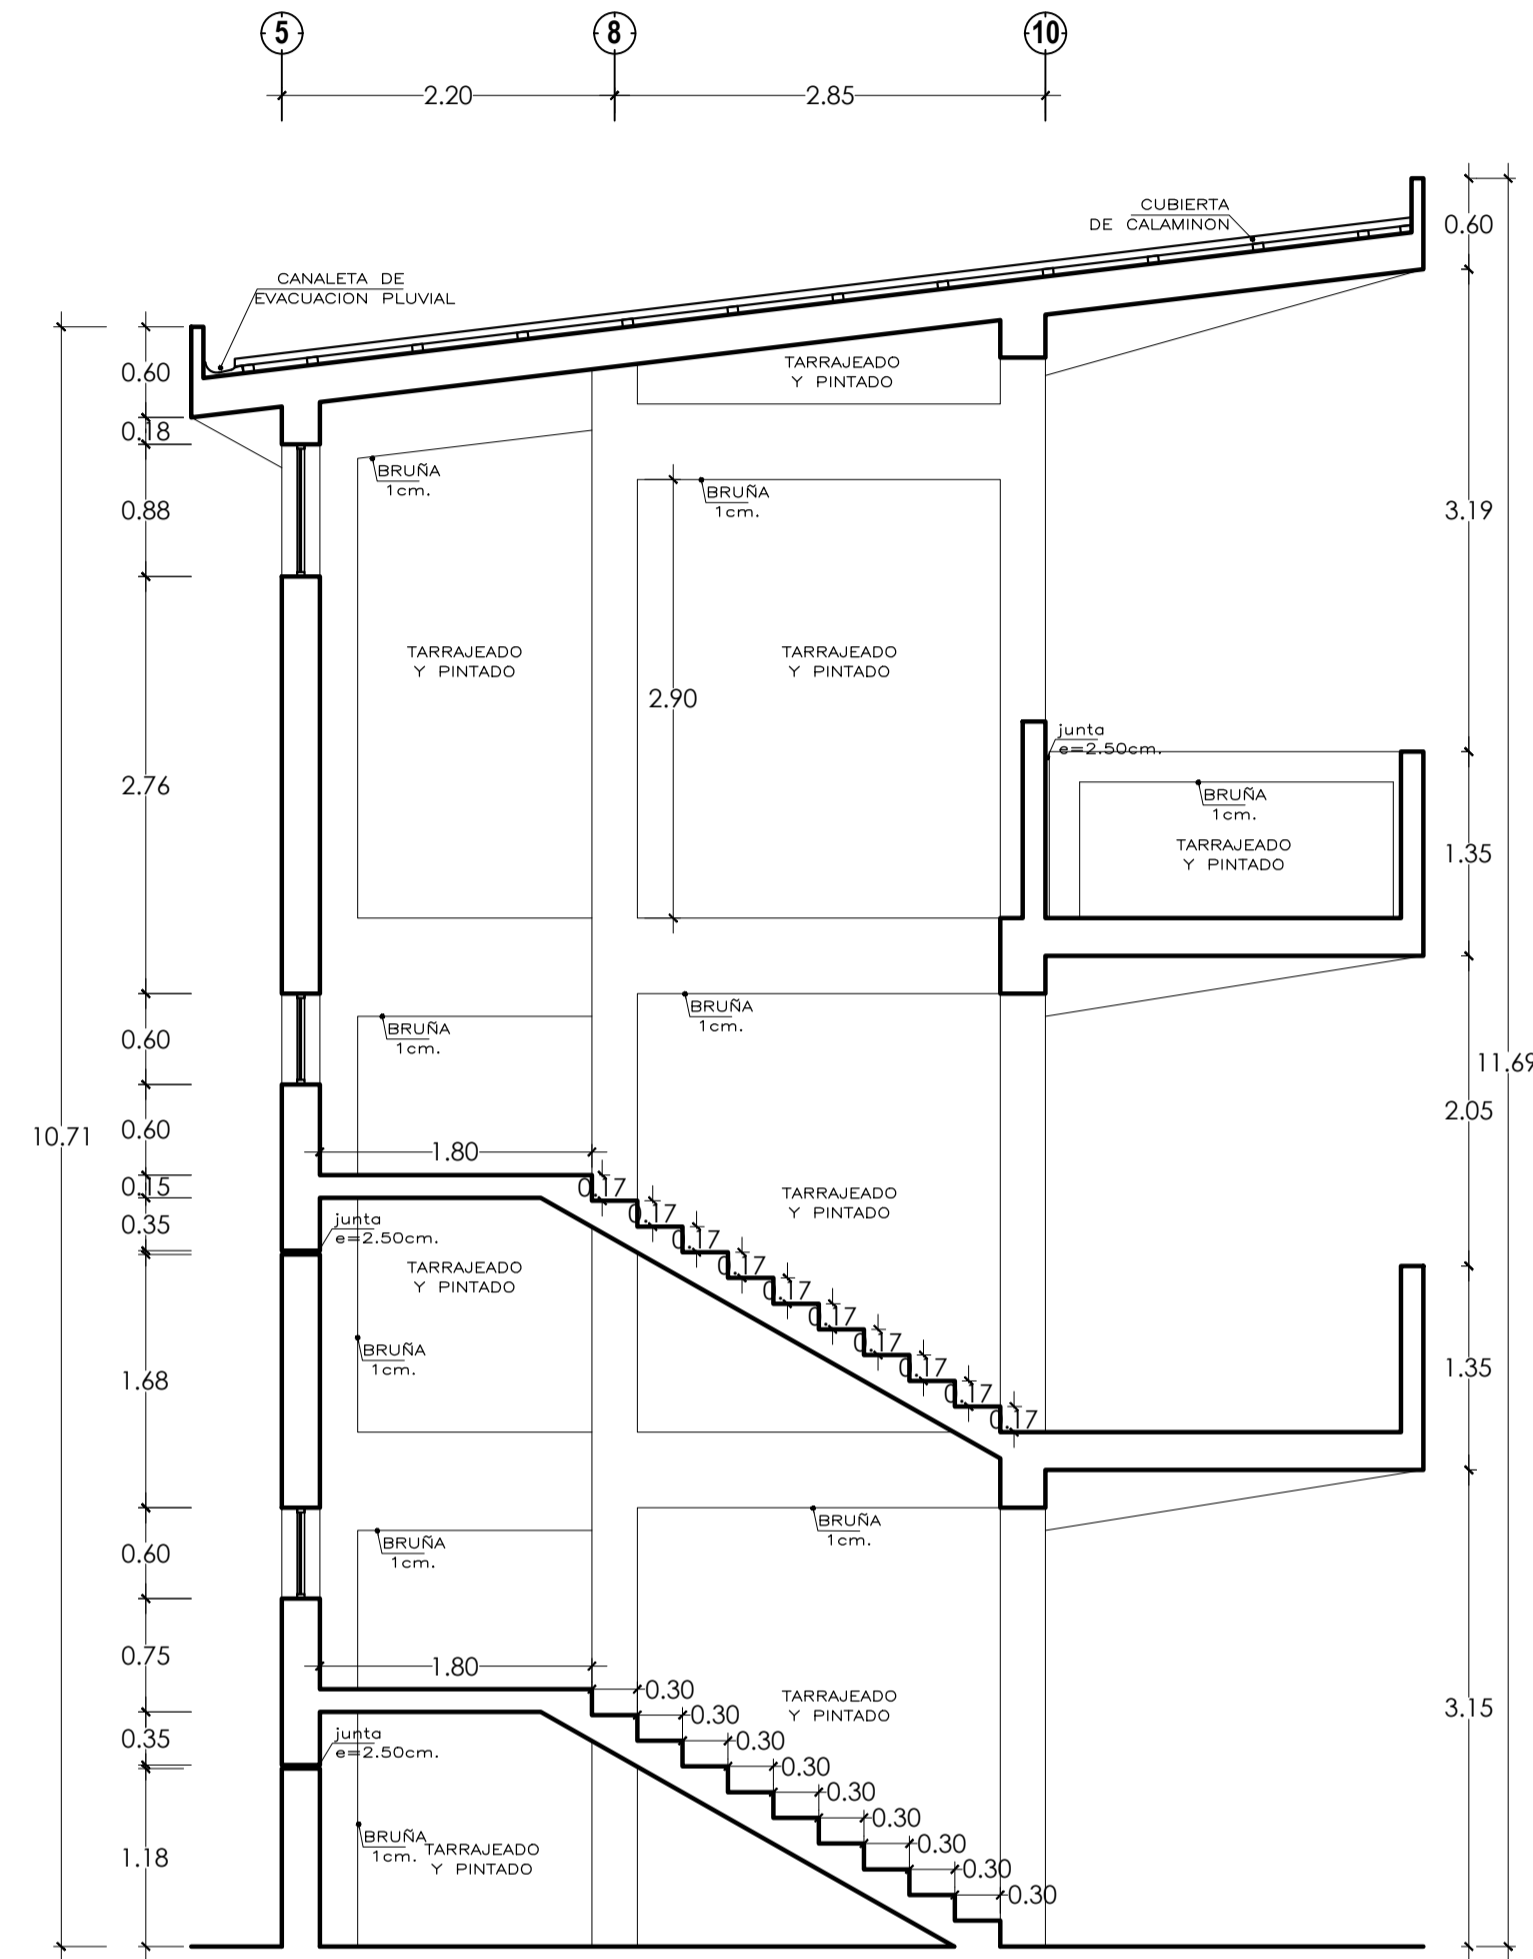 5
8
10
2.20
2.85
CUBIERTA
DE CALAMINON
0.60
CANALETA DE
EVACUACION PLUVIAL
TARRAJEADO
Y PINTADO
0.60
0.18
BRUÑA
1cm.
BRUÑA
1cm.
0.88
3.19
TARRAJEADO
Y PINTADO
TARRAJEADO
Y PINTADO
2.90
junta
e=2.50cm.
2.76
BRUÑA
1cm.
TARRAJEADO
Y PINTADO
1.35
BRUÑA
1cm.
BRUÑA
1cm.
0.60
11.69
2.05
10.71
0.60
1.80
0.15
0.17
TARRAJEADO
Y PINTADO
0.35
junta
e=2.50cm.
0.17
0.17
TARRAJEADO
Y PINTADO
0.17
0.17
0.17
0.17
BRUÑA
1cm.
0.17
1.35
1.68
0.17
0.17
BRUÑA
1cm.
BRUÑA
1cm.
0.60
0.75
1.80
0.30
TARRAJEADO
Y PINTADO
3.15
0.30
0.35
junta
e=2.50cm.
0.30
0.30
0.30
0.30
BRUÑA
1cm.
TARRAJEADO
Y PINTADO
0.30
1.18
0.30
0.30